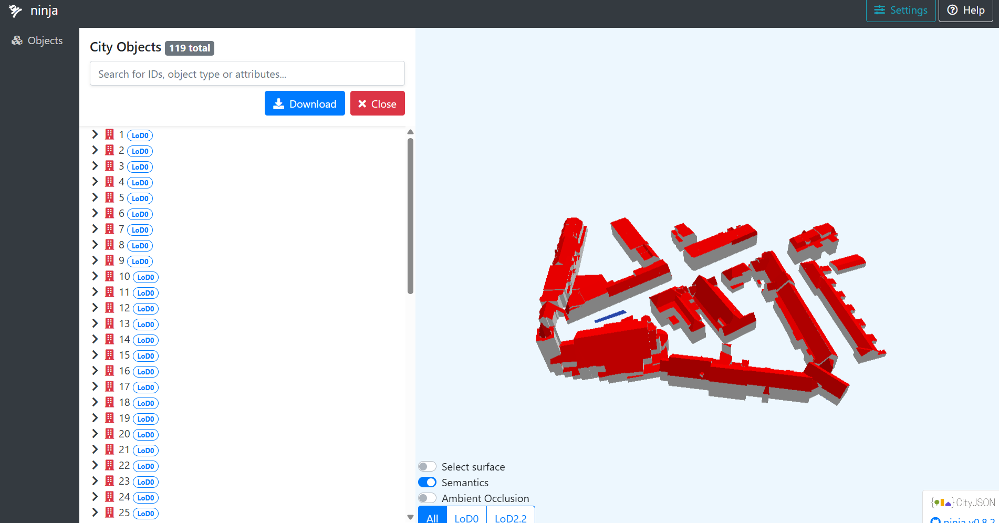 ninja
Settings
Help
Objects
City Objects 119 total
Search for IDs, object type or attributes...
Download
Close
1 LoD0
2 LoD0
3 LoD0
4 LoD0
5 LoD0
6 LoD0
7 LoD0
8 LoD0
9 LoD0
10 LoD0
11 LoD0
12 LoD0
13 LoD0
14 LoD0
15 LoD0
16 LoD0
17 LoD0
18 LoD0
19 LoD0
20 LoD0
21 LoD0
22 LoD0
23 LoD0
24 LoD0
25 LoD0
Select surface
Semantics
Ambient Occlusion
All LoD0 LoD2.2
{}CityJSON
ninja v0.8.2